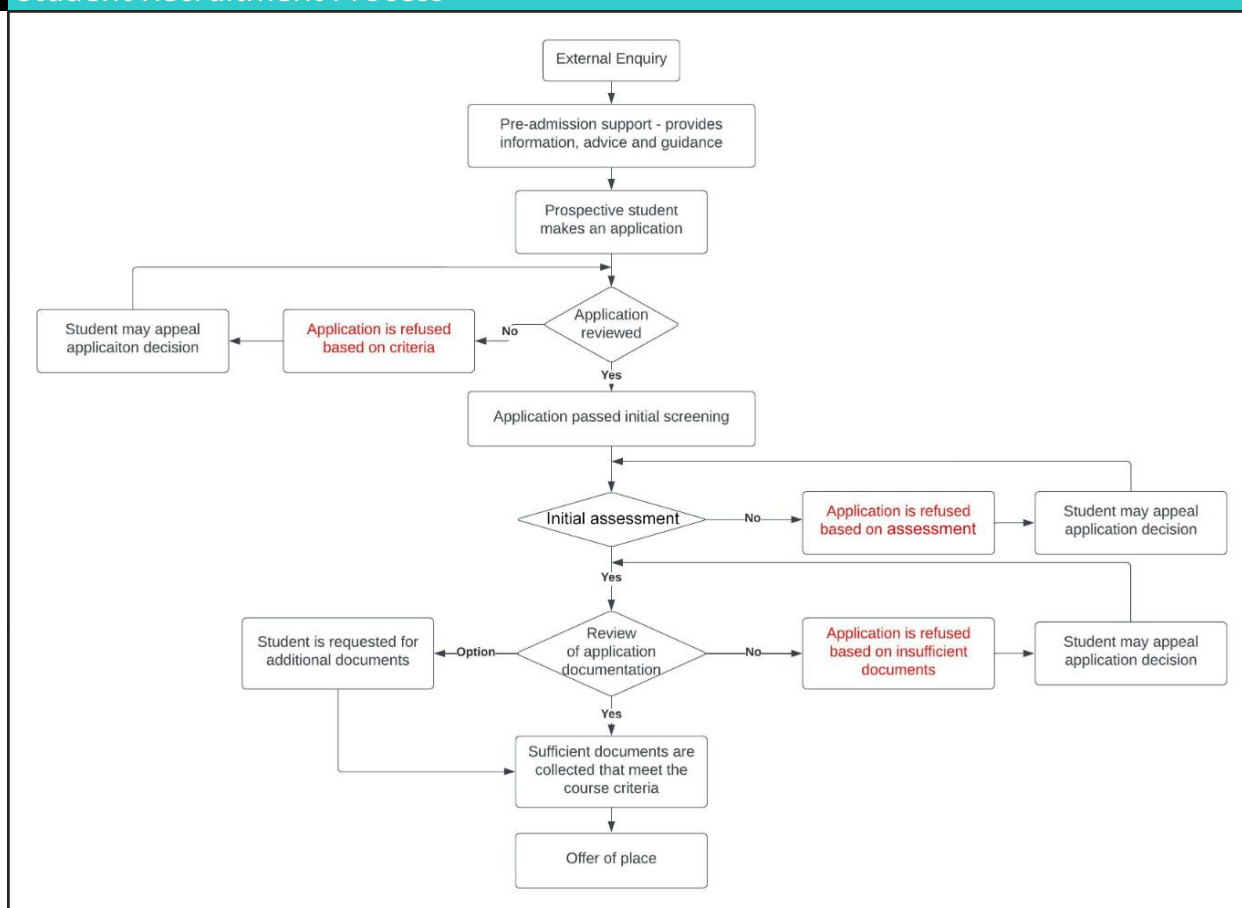 Student Recruitment Process
External Enquiry
Pre-admission support - provides
information, advice and guidance
Prospective student
makes an application
Application
reviewed
No
Application is refused
based on criteria
Student may appeal
applicaiton decision
Yes
Application passed initial screening
Initial assessment
No
Application is refused
based on assessment
Student may appeal
application decision
Yes
Review
of application
documentation
Option
Student is requested for
additional documents
No
Application is refused
based on insufficient
documents
Student may appeal
application decision
Yes
Sufficient documents are
collected that meet the
course criteria
Offer of place